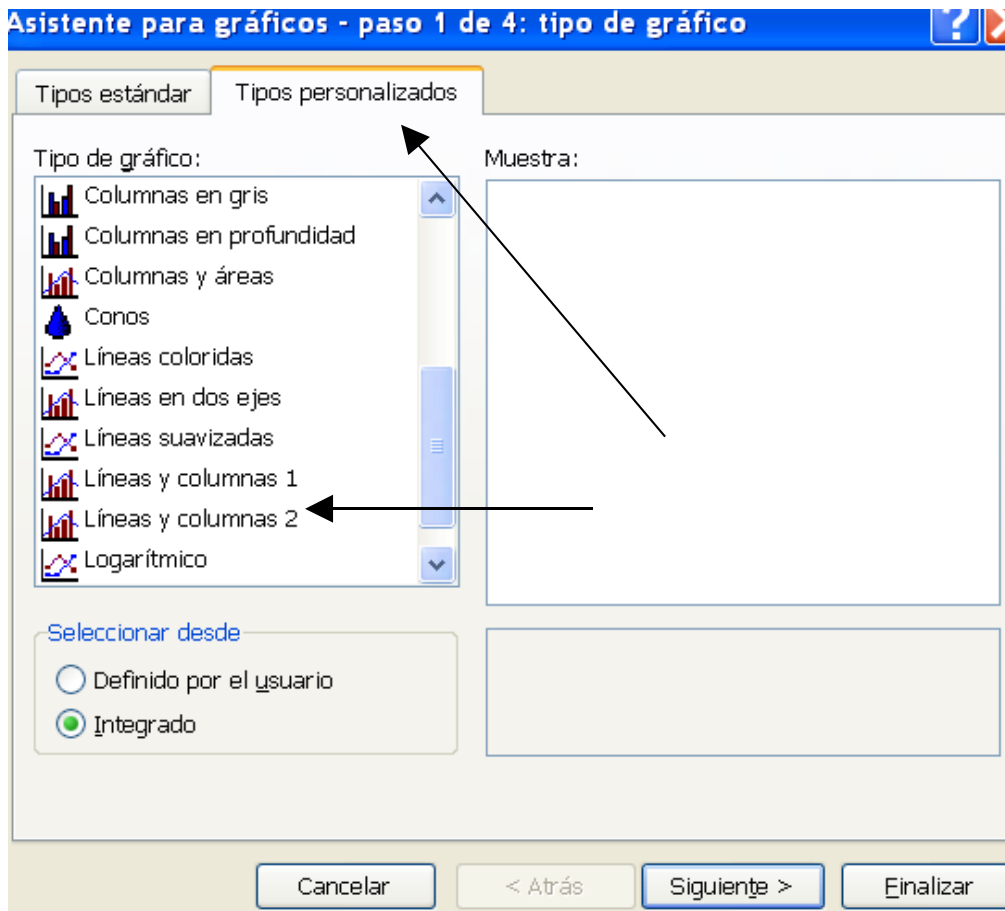 Asistente para gráficos - paso 1 de 4: tipo de gráfico
Tipos estándar
Tipos personalizados
Tipo de gráfico:
Muestra:
Columnas en gris
Columnas en profundidad
Columnas y áreas
Conos
Líneas coloridas
Líneas en dos ejes
Líneas suavizadas
Líneas y columnas 1
Líneas y columnas 2
Logarítmico
Seleccionar desde
Definido por el usuario
Integrado
Cancelar
< Atrás
Siguiente >
Finalizar